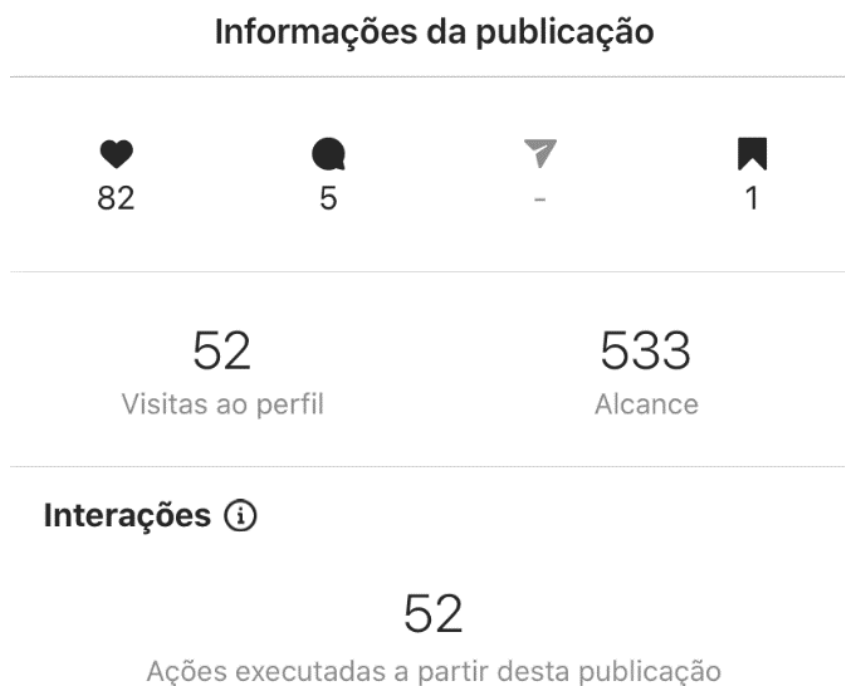 Informações da publicação
82 5 - 1
52 533
Visitas ao perfil Alcance
Interações
52
Ações executadas a partir desta publicação